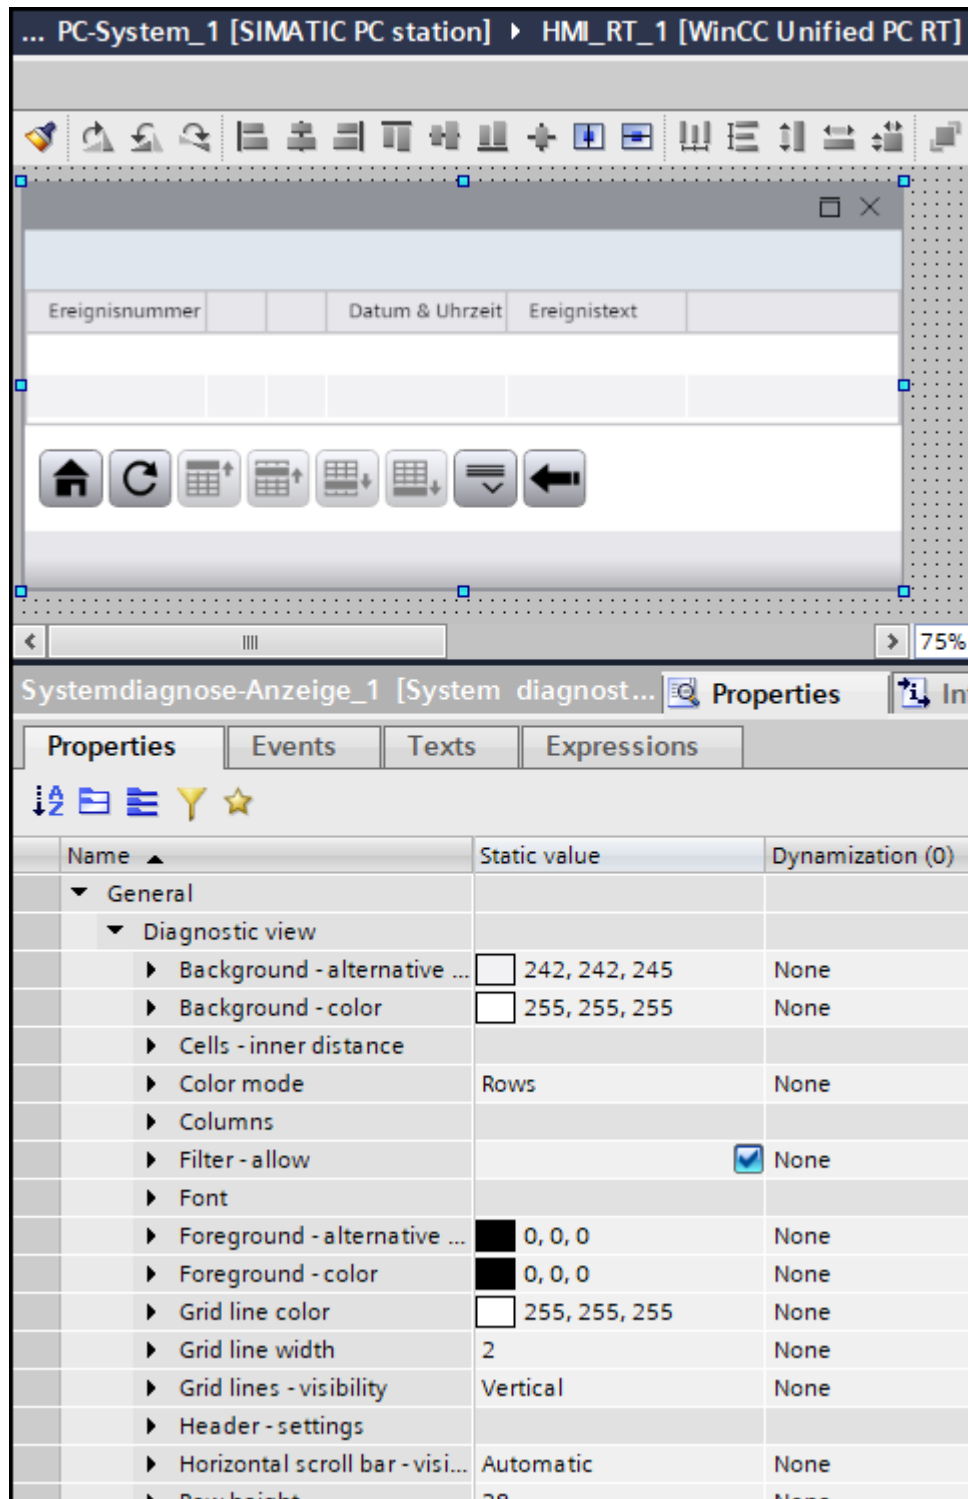 ... PC-System_1 [SIMATIC PC station] HMI_RT_1 [WinCC Unified PC RT]
Ereignisnummer Datum & Uhrzeit Ereignistext
75%
Systemdiagnose-Anzeige_1 [System diagnost... Properties
Properties Events Texts Expressions
Name Static value Dynamization (0)
General
Diagnostic view
Background - alternative ... 242, 242, 245 None
Background - color 255, 255, 255 None
Cells - inner distance
Color mode Rows None
Columns
Filter - allow None
Font
Foreground - alternative ... 0, 0, 0 None
Foreground - color 0, 0, 0 None
Grid line color 255, 255, 255 None
Grid line width 2 None
Grid lines - visibility Vertical None
Header - settings
Horizontal scroll bar - visi... Automatic None